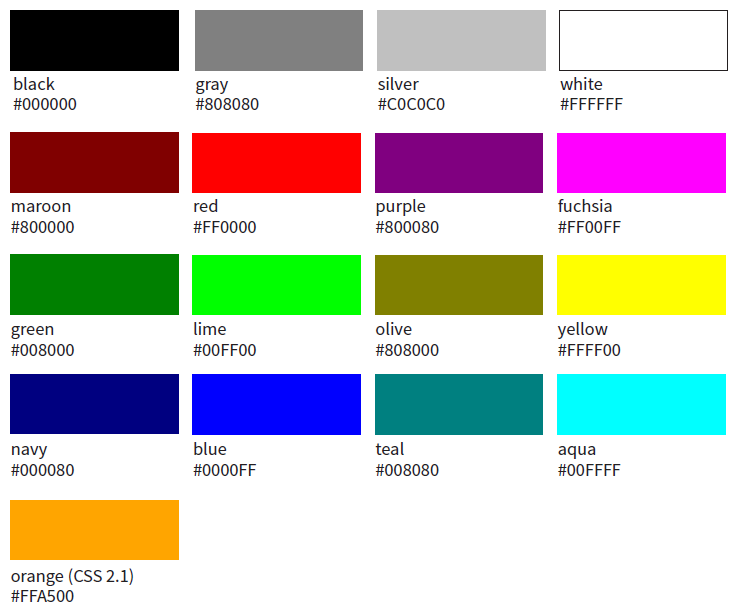 black
#000000
gray
#808080
silver
#C0C0C0
white
#FFFFFF
maroon
#800000
red
#FF0000
purple
#800080
fuchsia
#FF00FF
green
#008000
lime
#00FF00
olive
#808000
yellow
#FFFF00
navy
#000080
blue
#0000FF
teal
#008080
aqua
#00FFFF
orange (CSS 2.1)
#FFA500